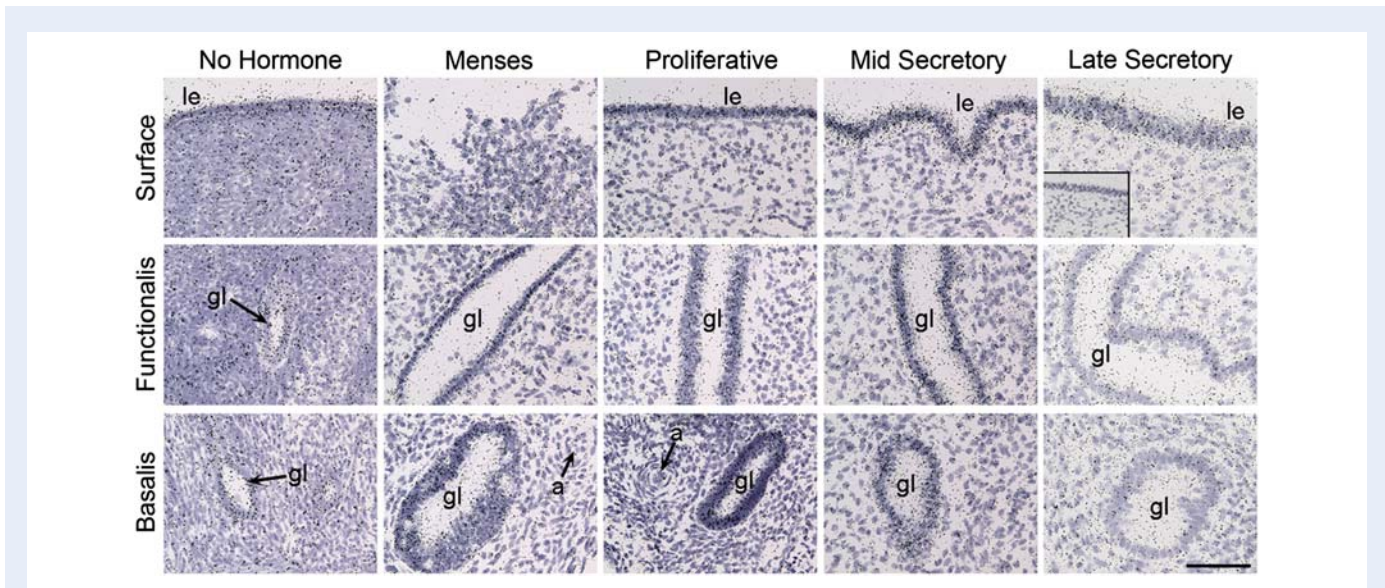 No Hormone Menses Proliferative Mid Secretory Late Secretory
Surface le le le le
Functionalis gl gl gl gl gl
Basalis gl gl a a gl gl gl